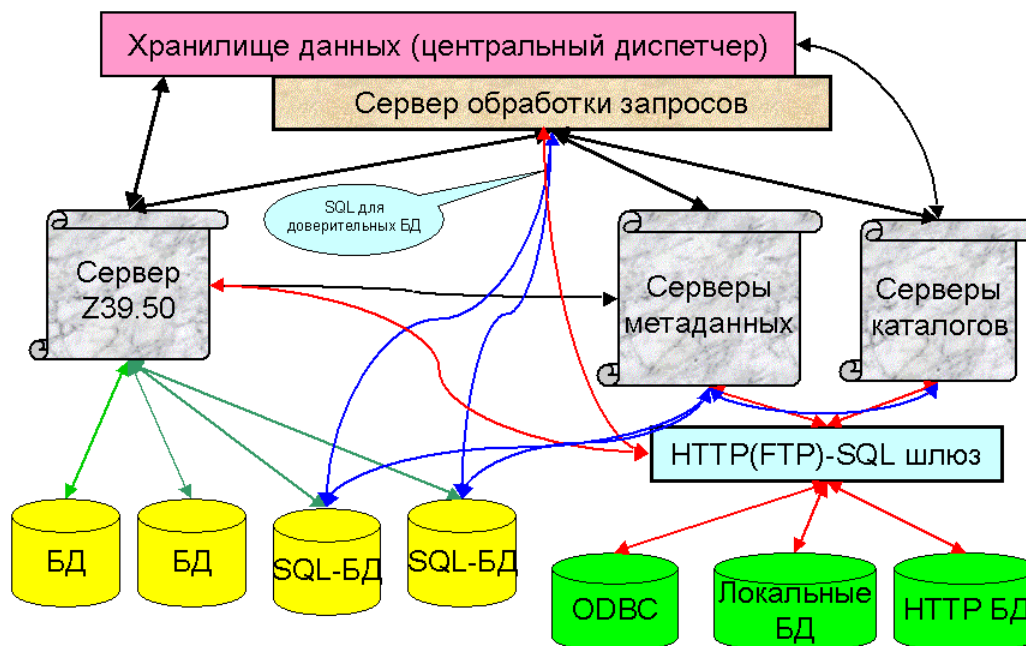 Хранилище данных (центральный диспетчер)
Сервер обработки запросов
SQL для
доверительных БД
Сервер
Z39.50
Серверы
метаданных
Серверы
каталогов
HTTP(FTP)-SQL шлюз
БД
БД
SQL-БД
SQL-БД
ODBC
Локальные
БД
HTTP БД